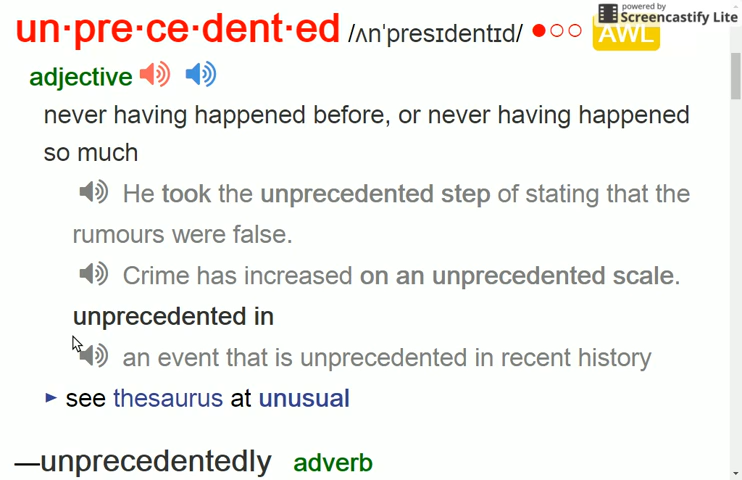 un·pre·ce·dent·ed /ʌnˈpresɪdentɪd/ ●○○ AWL
powered by
Screencastify Lite
adjective
never having happened before, or never having happened
so much
He took the unprecedented step of stating that the
rumours were false.
Crime has increased on an unprecedented scale.
unprecedented in
an event that is unprecedented in recent history
► see thesaurus at unusual
—unprecedentedly adverb